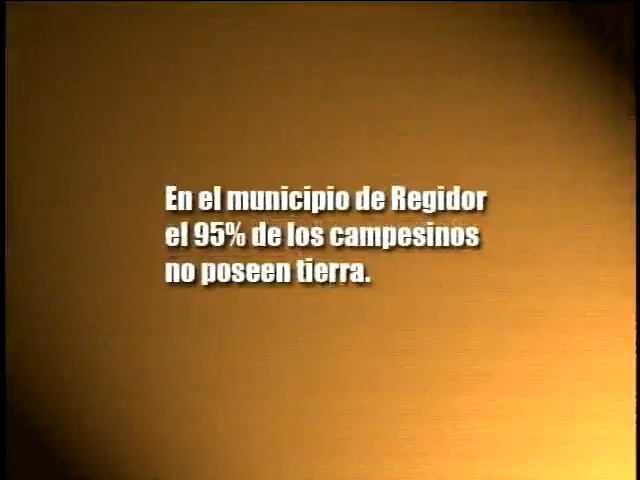 En el municipio de Regidor
el 95% de los campesinos
no poseen tierra.